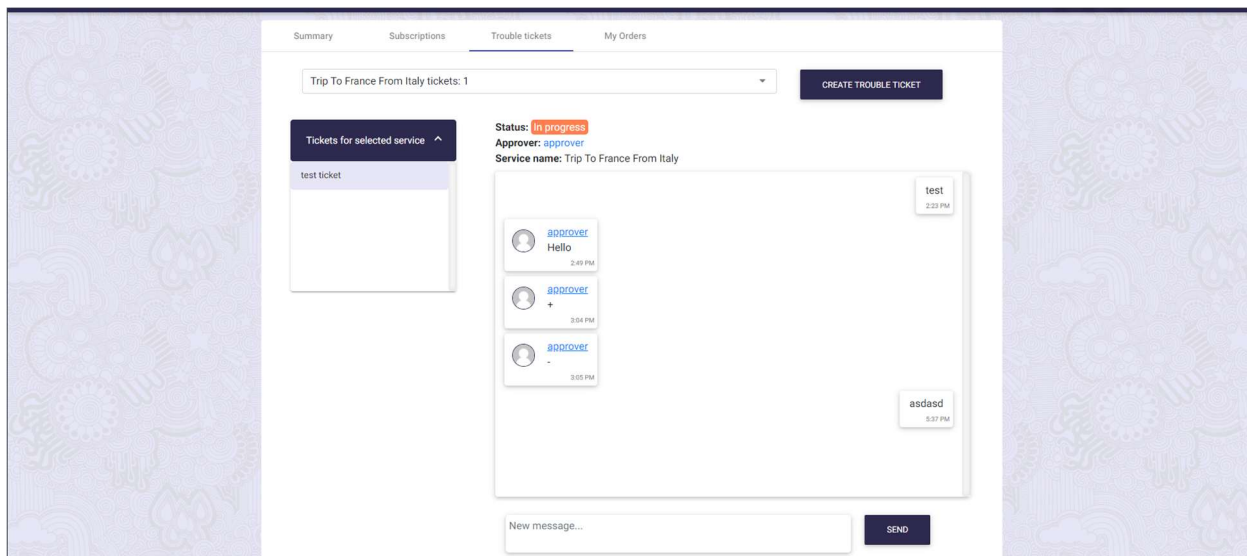 Summary Subscriptions Trouble tickets My Orders
Trip To France From Italy tickets: 1
CREATE TROUBLE TICKET
Tickets for selected service
test ticket
Status: In progress
Approver: approver
Service name: Trip To France From Italy
test
2:23 PM
approver
Hello
2:49 PM
approver
+
3:04 PM
approver
-
3:05 PM
asdasd
5:37 PM
New message...
SEND